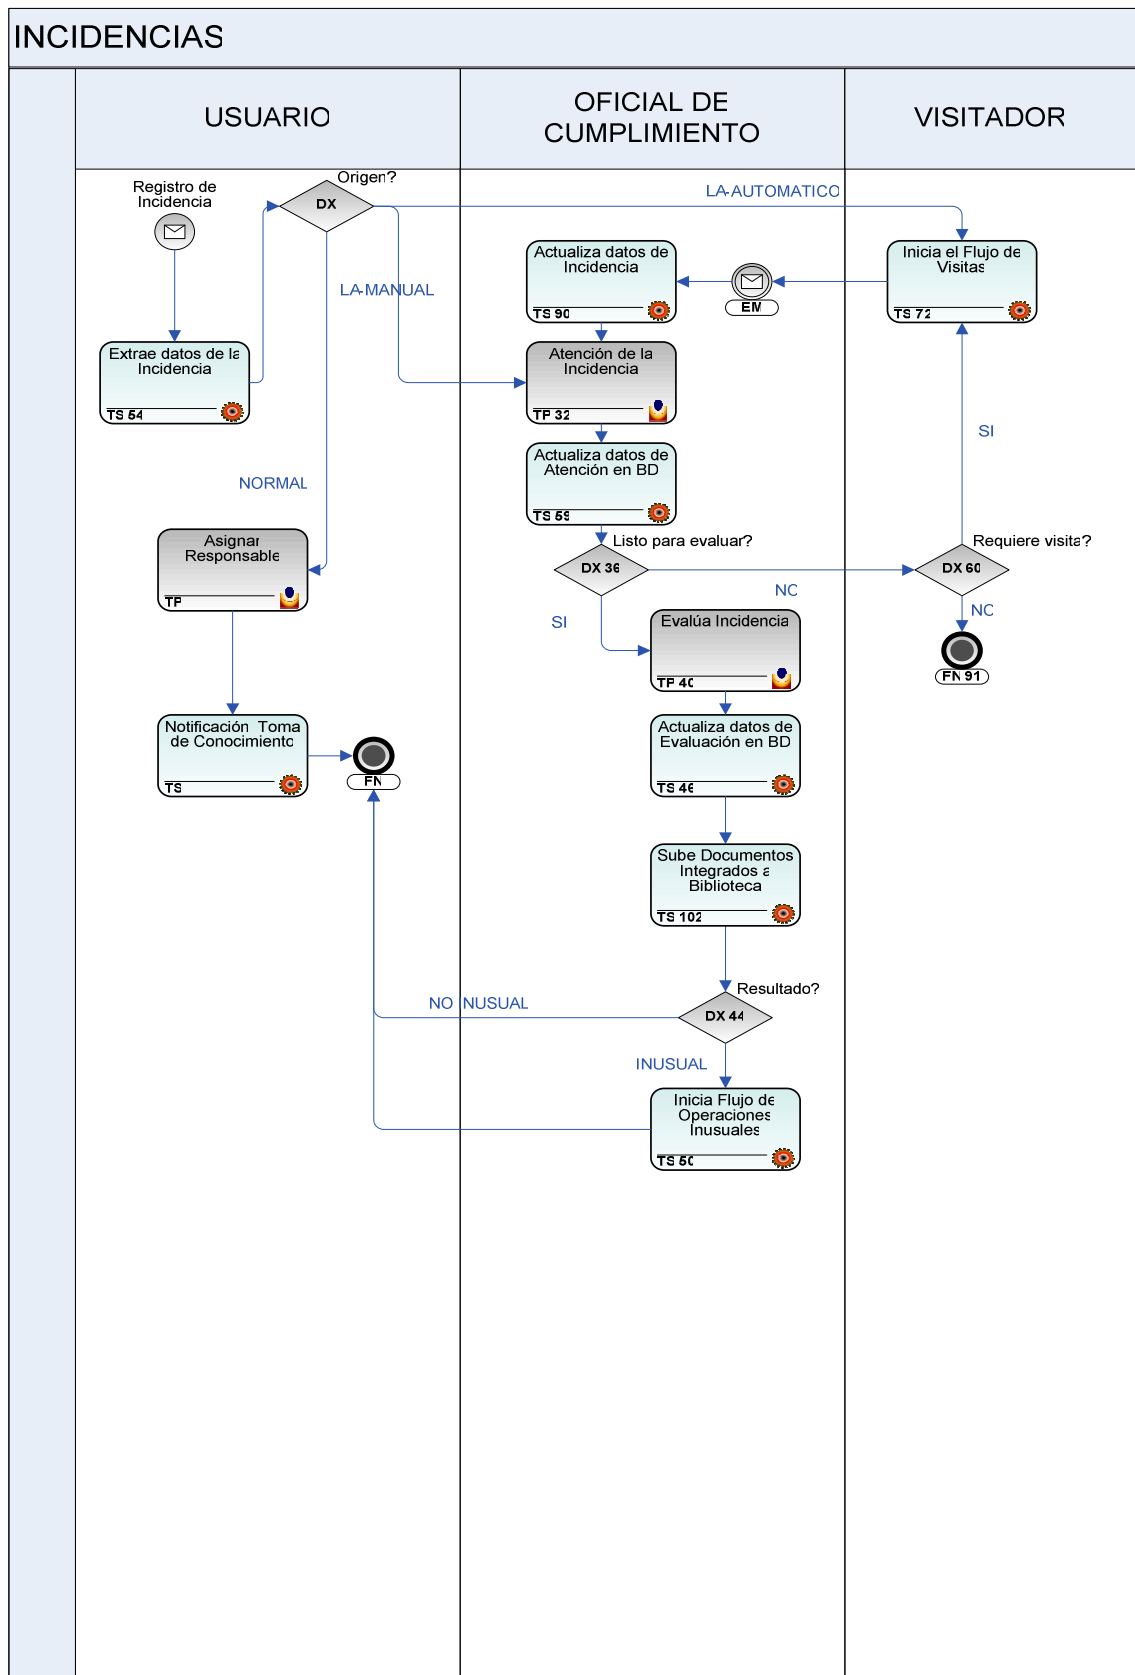 INCIDENCIAS
USUARIO
OFICIAL DE
CUMPLIMIENTO
VISITADOR
Registro de
Incidencia
Origen?
DX
LA-AUTOMATICO
LA-MANUAL
NORMAL
Extrae datos de la
Incidencia
TS 54
Actualiza datos de
Incidencia
TS 90
EM
Inicia el Flujo de
Visitas
TS 72
Atención de la
Incidencia
TP 32
Actualiza datos de
Atención en BD
TS 59
SI
Asignar
Responsable
TP
Listo para evaluar?
DX 36
NO
SI
Requiere visita?
DX 60
NO
FN 91
Evalúa Incidencia
TP 40
Notificación Toma
de Conocimiento
TS
FN
Actualiza datos de
Evaluación en BD
TS 46
Sube Documentos
Integrados a
Biblioteca
TS 102
Resultado?
DX 44
NO INUSUAL
INUSUAL
Inicia Flujo de
Operaciones
Inusuales
TS 50